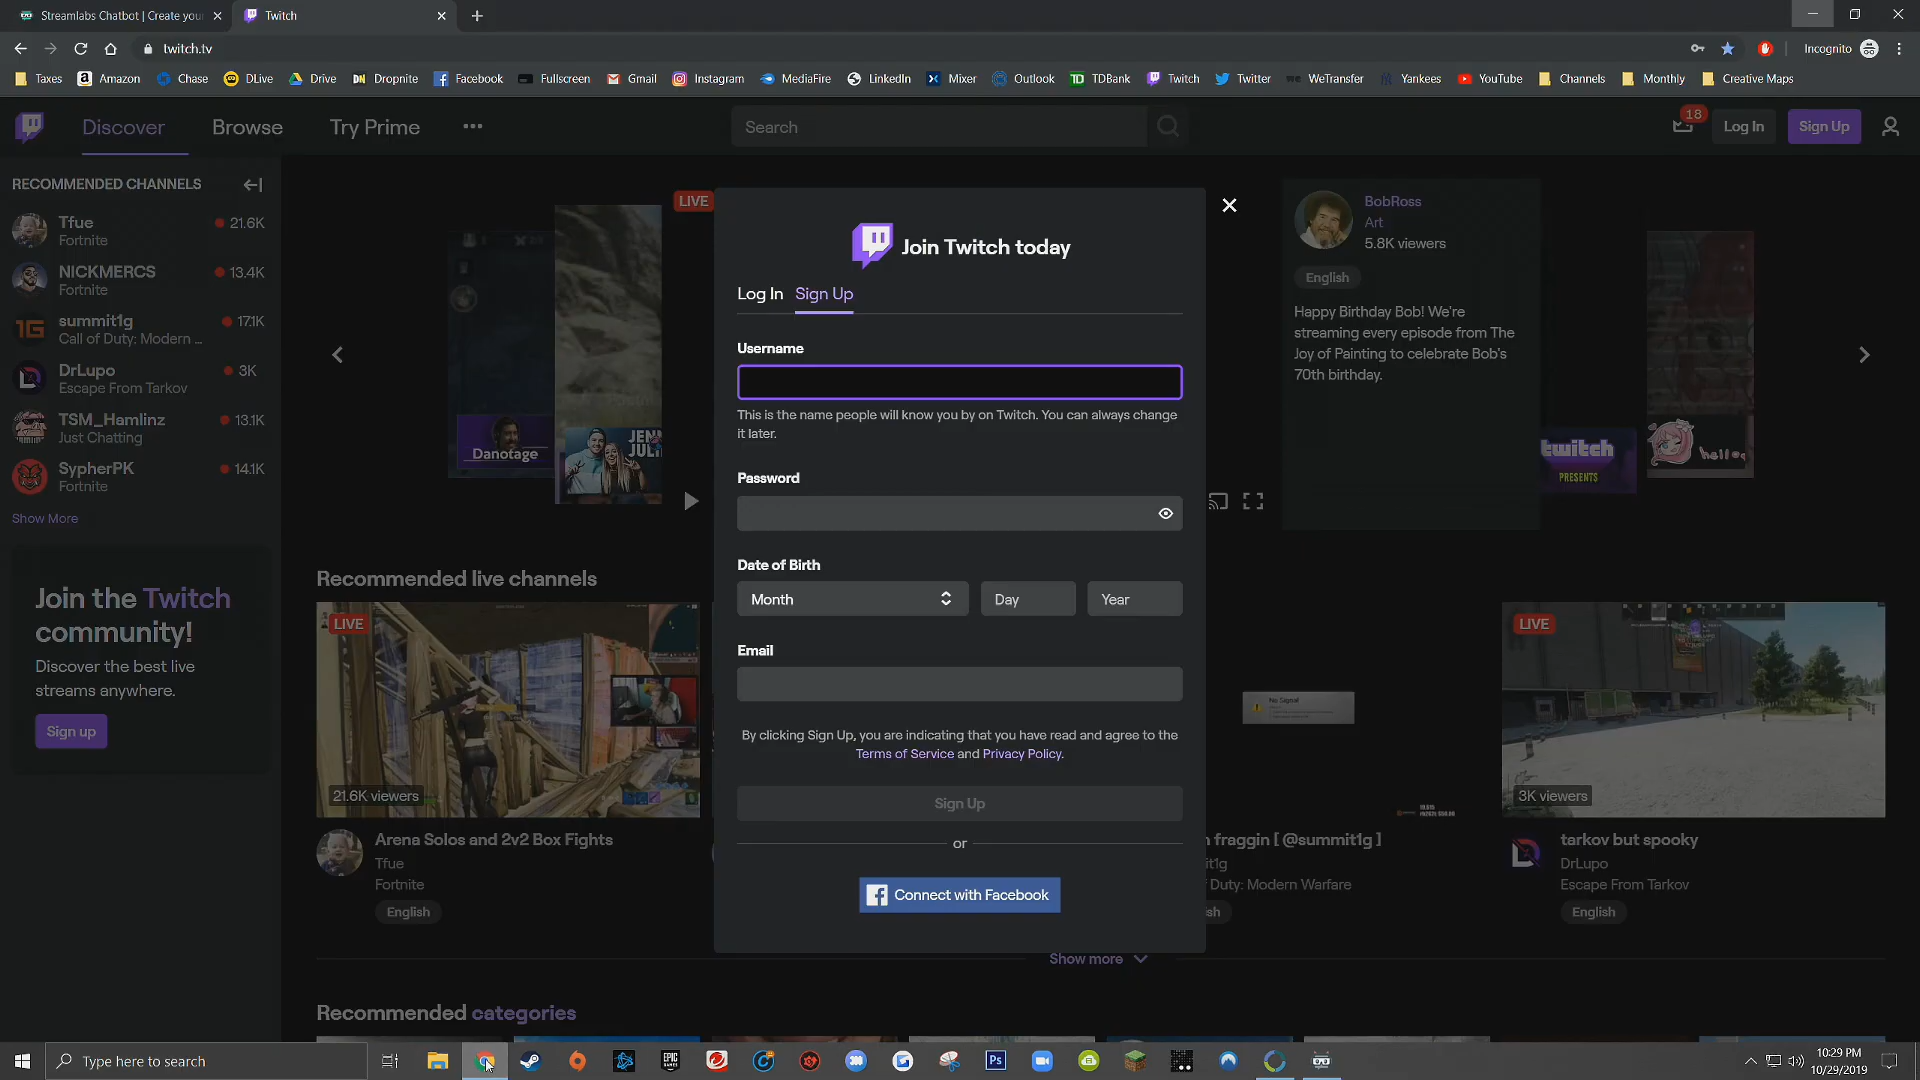 Streamlabs Chatbot | Create your
Twitch
twitch.tv
Incognito
Taxes
Amazon
Chase
DLive
Drive
Dropnite
Facebook
Fullscreen
Gmail
Instagram
MediaFire
LinkedIn
Mixer
Outlook
TDBank
Twitch
Twitter
WeTransfer
Yankees
YouTube
Channels
Monthly
Creative Maps
Discover
Browse
Try Prime
Search
18
Log In
Sign Up
RECOMMENDED CHANNELS
Tfue
21.6K
Fortnite
NICKMERCS
13.4K
Fortnite
summit1g
17.1K
Call of Duty: Modern ...
DrLupo
3K
Escape From Tarkov
TSM_Hamlinz
13.1K
Just Chatting
SypherPK
14.1K
Fortnite
Show More
Join the Twitch
community!
Discover the best live
streams anywhere.
Sign up
LIVE
Danotage
Join Twitch today
Log In
Sign Up
Username
This is the name people will know you by on Twitch. You can always change
it later.
Password
Date of Birth
Month
Day
Year
Email
By clicking Sign Up, you are indicating that you have read and agree to the
Terms of Service and Privacy Policy.
Sign Up
or
Connect with Facebook
BobRoss
Art
5.8K viewers
English
Happy Birthday Bob! We're
streaming every episode from The
Joy of Painting to celebrate Bob's
70th birthday.
twitch
PRESENTS
Recommended live channels
LIVE
21.6K viewers
Arena Solos and 2v2 Box Fights
Tfue
Fortnite
English
No Signal
fraggin [ @summit1g ]
Duty: Modern Warfare
LIVE
3K viewers
tarkov but spooky
DrLupo
Escape From Tarkov
English
Show more
Recommended categories
Type here to search
EPIC
GAMES
Ps
10:29 PM
10/29/2019